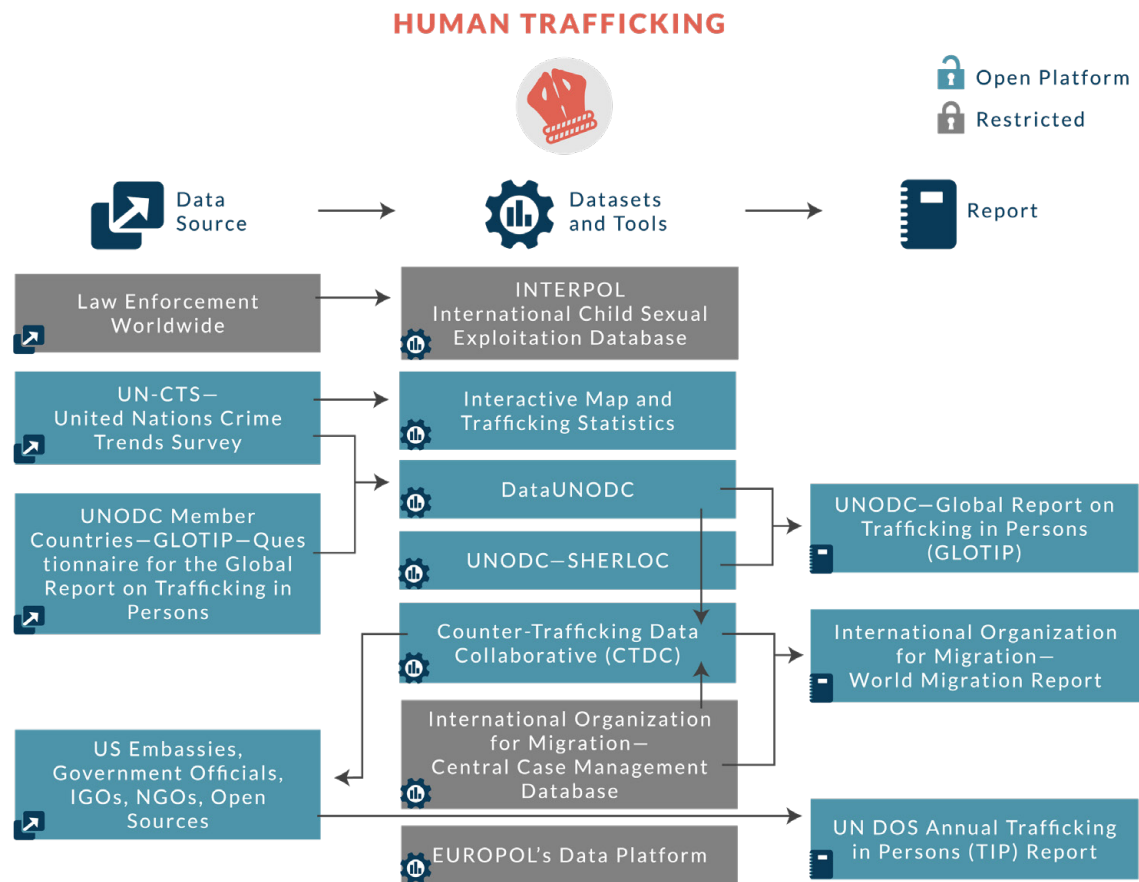 HUMAN TRAFFICKING
Open Platform
Restricted
Data
Source
Datasets
and Tools
Report
Law Enforcement
Worldwide
INTERPOL
International Child Sexual
Exploitation Database
UN-CTS—
United Nations Crime
Trends Survey
Interactive Map and
Trafficking Statistics
DataUNODC
UNODC Member
Countries—GLOTIP—Ques
tionnaire for the Global
Report on Trafficking in
Persons
UNODC—Global Report on
Trafficking in Persons
(GLOTIP)
UNODC—SHERLOC
Counter-Trafficking Data
Collaborative (CTDC)
International Organization
for Migration—
World Migration Report
International Organization
for Migration—
Central Case Management
Database
US Embassies,
Government Officials,
IGOs, NGOs, Open
Sources
UN DOS Annual Trafficking
in Persons (TIP) Report
EUROPOL's Data Platform